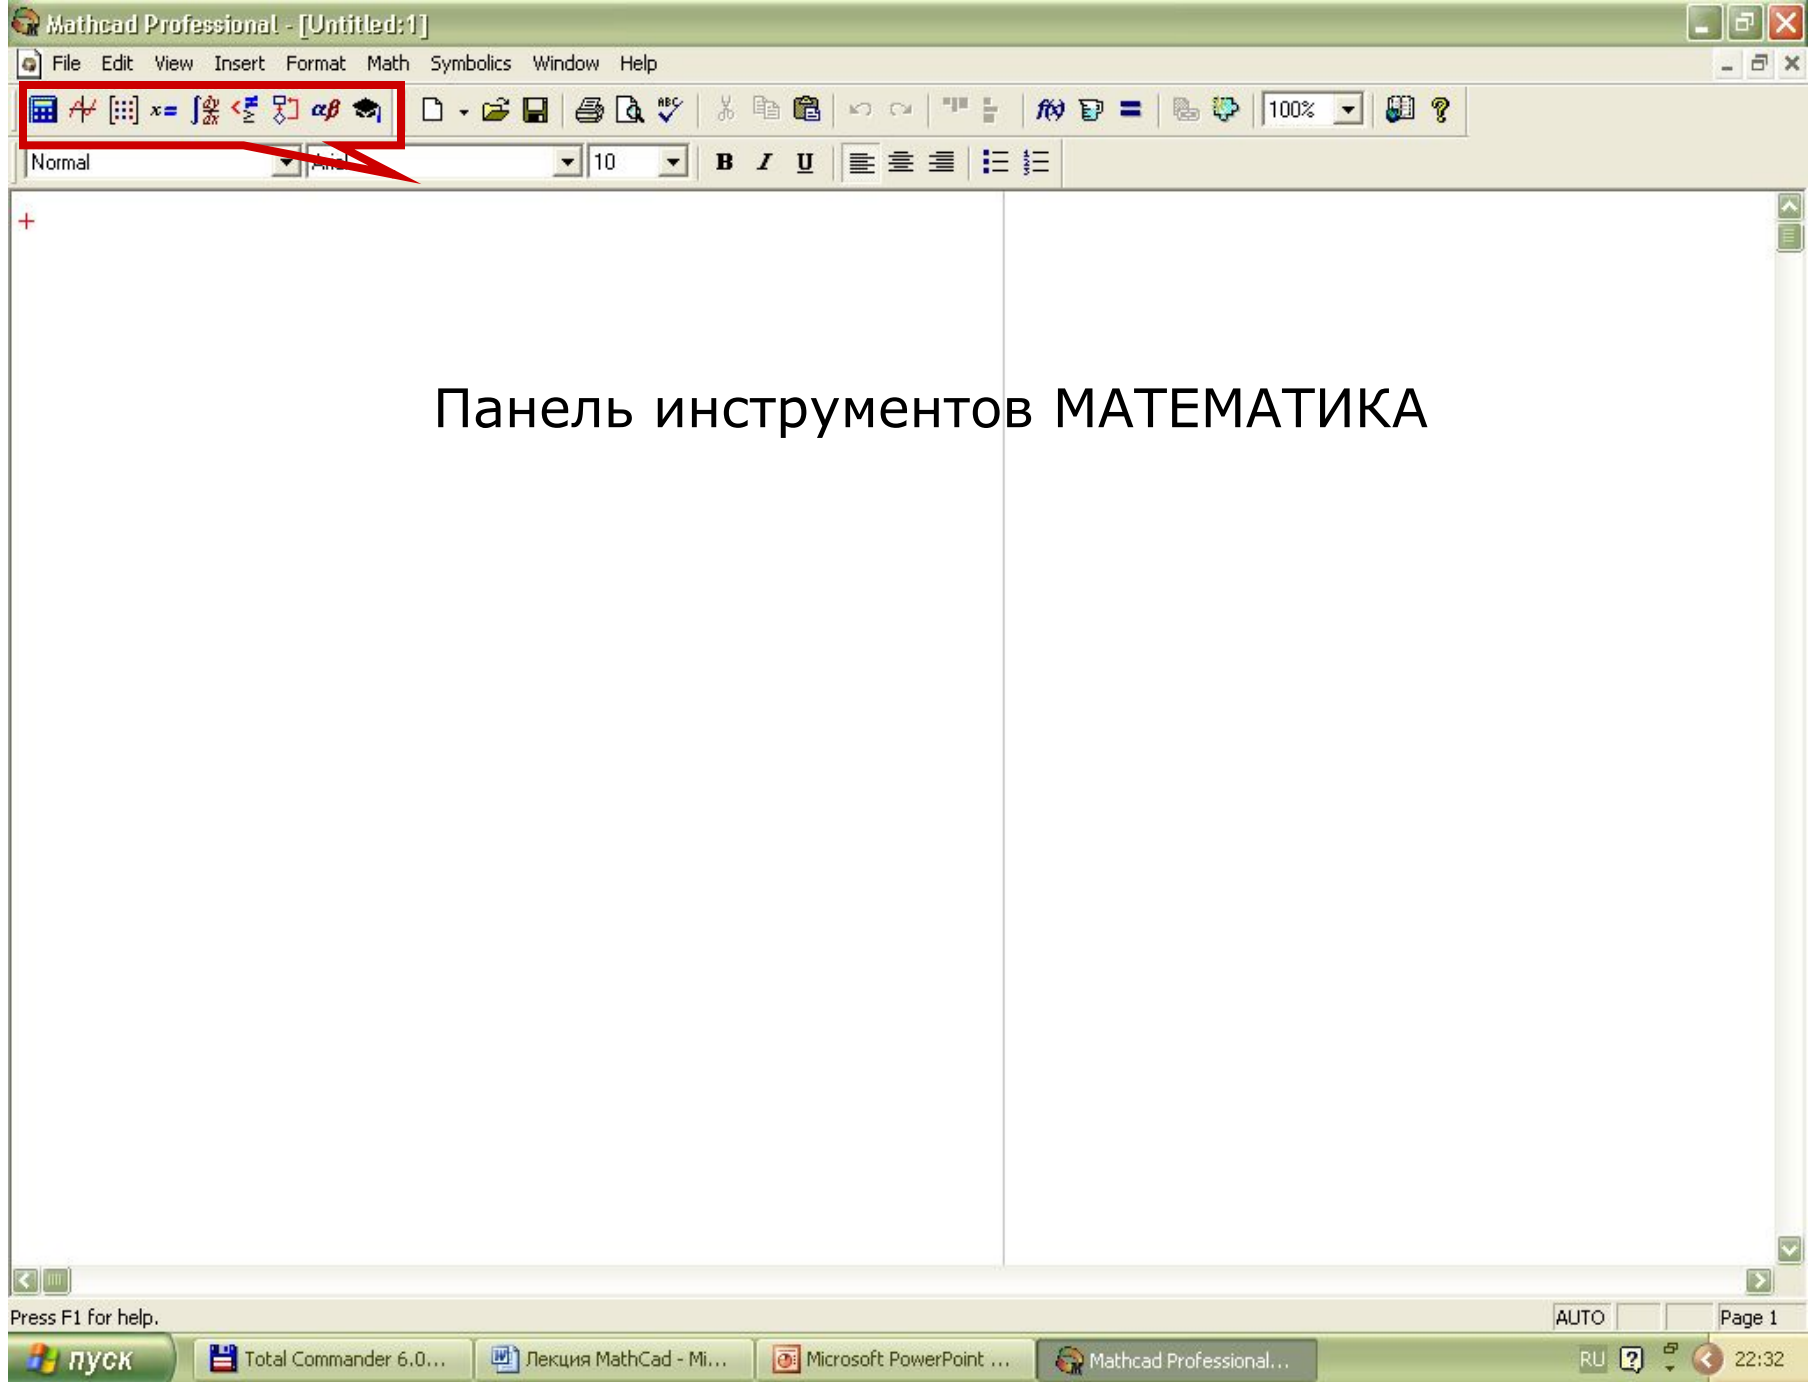 Mathcad Professional - [Untitled:1]
File Edit View Insert Format Math Symbolics Window Help
x= αβ ABC f(x) 100%
Normal 10 B I U
Панель инструментов МАТЕМАТИКА
Press F1 for help. AUTO Page 1
пуск Total Commander 6.0... Лекция MathCad - Mi... Microsoft PowerPoint ... Mathcad Professional... RU 22:32